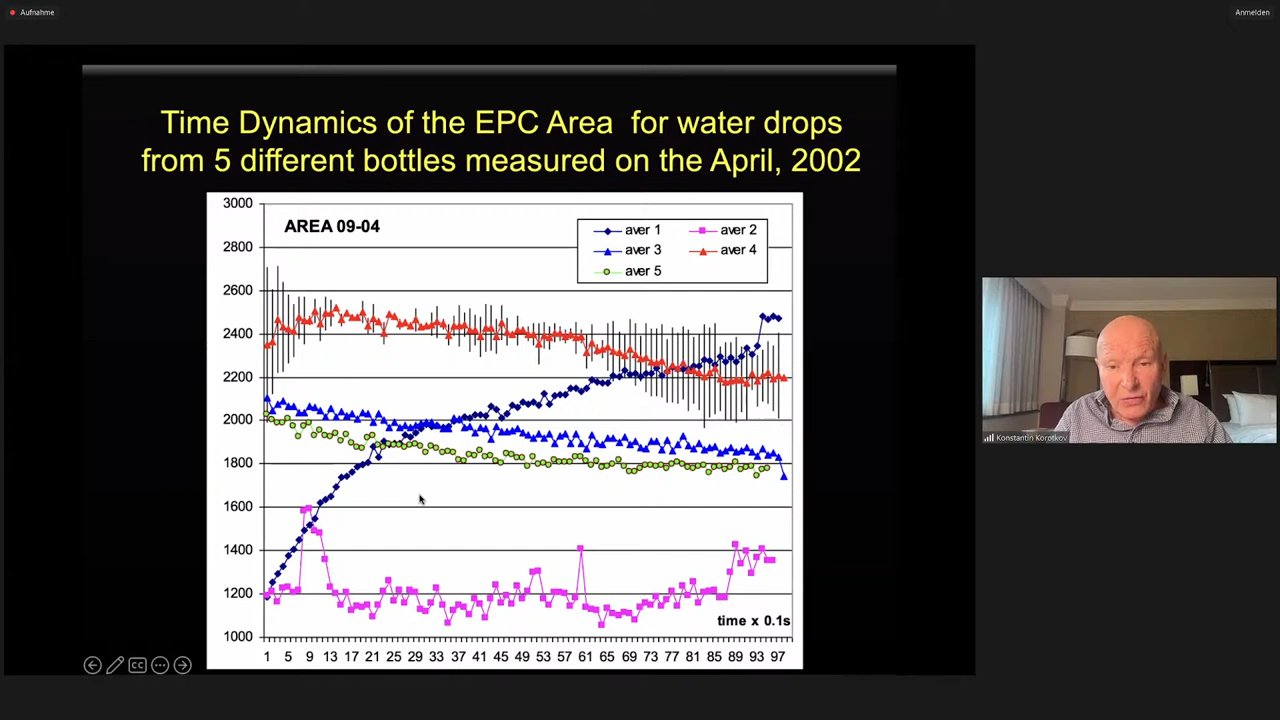 Aufnahme
Anmelden
Time Dynamics of the EPC Area for water drops
from 5 different bottles measured on the April, 2002
3000
AREA 09-04
aver 1 aver 2
2800
aver 3 aver 4
aver 5
2600
2400
2200
2000
1800
1600
1400
1200
time x 0.1s
1000
1 5 9 13 17 21 25 29 33 37 41 45 49 53 57 61 65 69 73 77 81 85 89 93 97
CC
Konstantin Korotkov